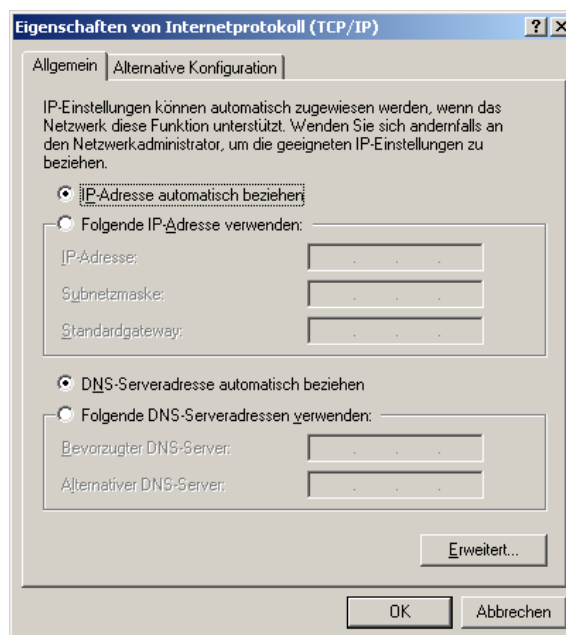 Eigenschaften von Internetprotokoll (TCP/IP)
Allgemein
Alternative Konfiguration
IP-Einstellungen können automatisch zugewiesen werden, wenn das
Netzwerk diese Funktion unterstützt. Wenden Sie sich andernfalls an
den Netzwerkadministrator, um die geeigneten IP-Einstellungen zu
beziehen.
IP-Adresse automatisch beziehen
Folgende IP-Adresse verwenden:
IP-Adresse:
Subnetzmaske:
Standardgateway:
DNS-Serveradresse automatisch beziehen
Folgende DNS-Serveradressen verwenden:
Bevorzugter DNS-Server:
Alternativer DNS-Server:
Erweitert...
OK
Abbrechen